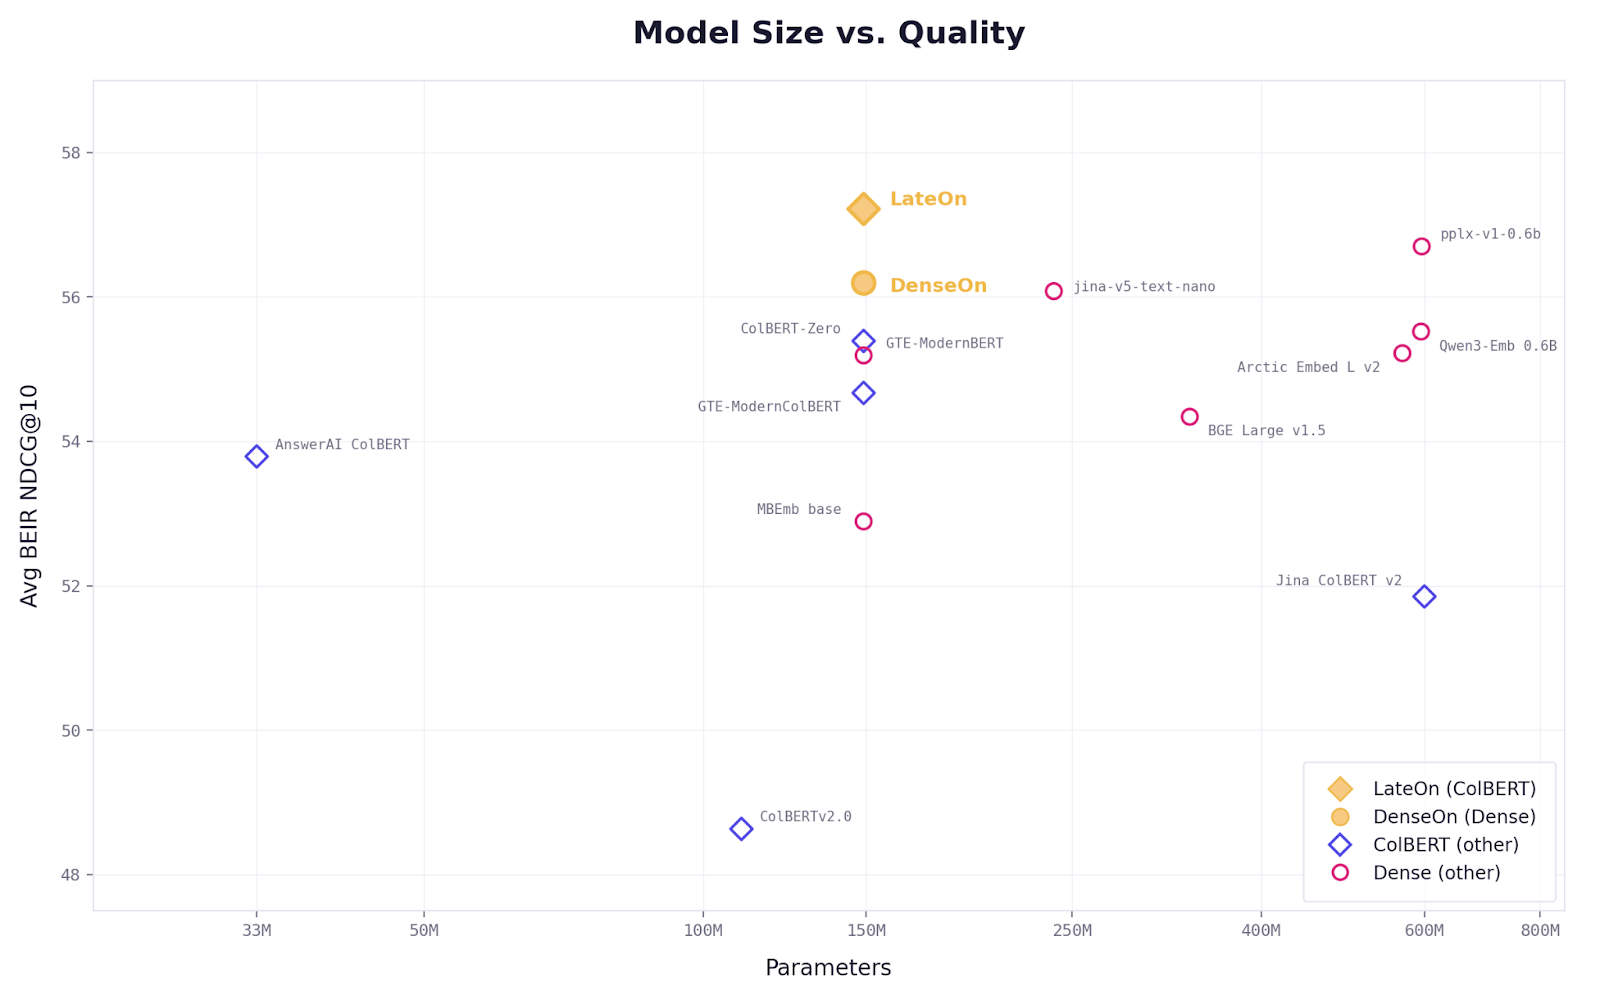 Model Size vs. Quality
Avg BEIR NDCG@10
58
56
54
52
50
48
LateOn
pplx-v1-0.6b
DenseOn
jina-v5-text-nano
ColBERT-Zero
GTE-ModernBERT
Qwen3-Emb 0.6B
Arctic Embed L v2
GTE-ModernColBERT
BGE Large v1.5
AnswerAI ColBERT
MBEmb base
Jina ColBERT v2
ColBERTv2.0
LateOn (ColBERT)
DenseOn (Dense)
ColBERT (other)
Dense (other)
33M 50M 100M 150M 250M 400M 600M 800M
Parameters